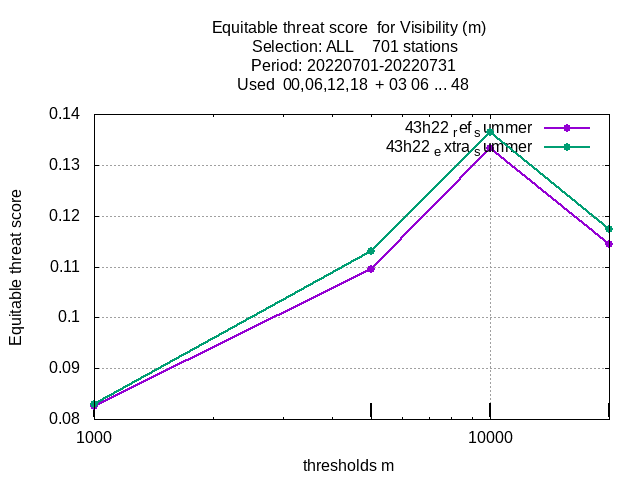 Equitable threat score  for Visibility (m)
Selection: ALL    701 stations
Period: 20220701-20220731
Used  00,06,12,18  + 03 06 ... 48
0.14
43h22 ref summer
43h22 extra summer
0.13
0.12
0.11
0.1
0.09
0.08
Equitable threat score
1000
10000
thresholds m